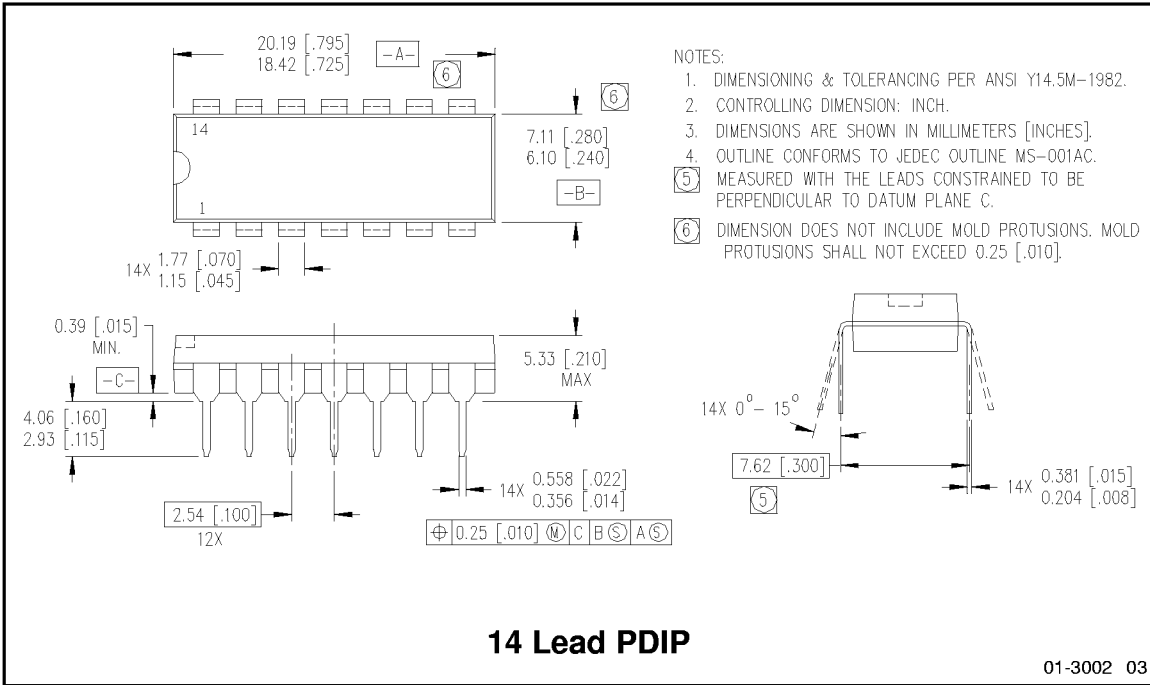 20.19 [.795]
18.42 [.725]
-A-
6
6
14
1
7.11 [.280]
6.10 [.240]
-B-
14X 1.77 [.070]
1.15 [.045]
NOTES:
1. DIMENSIONING & TOLERANCING PER ANSI Y14.5M-1982.
2. CONTROLLING DIMENSION: INCH.
3. DIMENSIONS ARE SHOWN IN MILLIMETERS [INCHES].
4. OUTLINE CONFORMS TO JEDEC OUTLINE MS-001AC.
5 MEASURED WITH THE LEADS CONSTRAINED TO BE
PERPENDICULAR TO DATUM PLANE C.
6 DIMENSION DOES NOT INCLUDE MOLD PROTUSIONS. MOLD
PROTUSIONS SHALL NOT EXCEED 0.25 [.010].
0.39 [.015]
MIN.
-C-
4.06 [.160]
2.93 [.115]
5.33 [.210]
MAX
2.54 [.100]
12X
14X 0.558 [.022]
0.356 [.014]
⌖ 0.25 [.010] Ⓜ C B Ⓢ A Ⓢ
14X 0°- 15°
7.62 [.300]
5
14X 0.381 [.015]
0.204 [.008]
14 Lead PDIP
01-3002 03